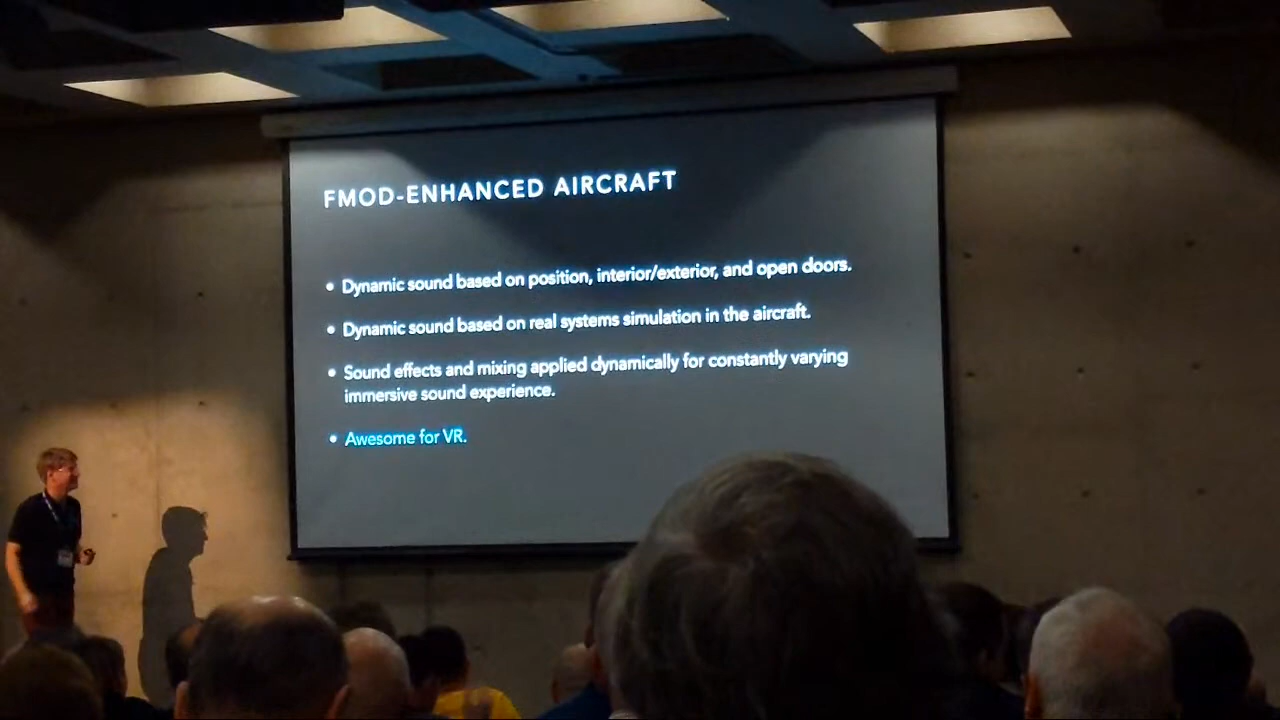 FMOD-ENHANCED AIRCRAFT
• Dynamic sound based on position, interior/exterior, and open doors.
• Dynamic sound based on real systems simulation in the aircraft.
• Sound effects and mixing applied dynamically for constantly varying
immersive sound experience.
• Awesome for VR.